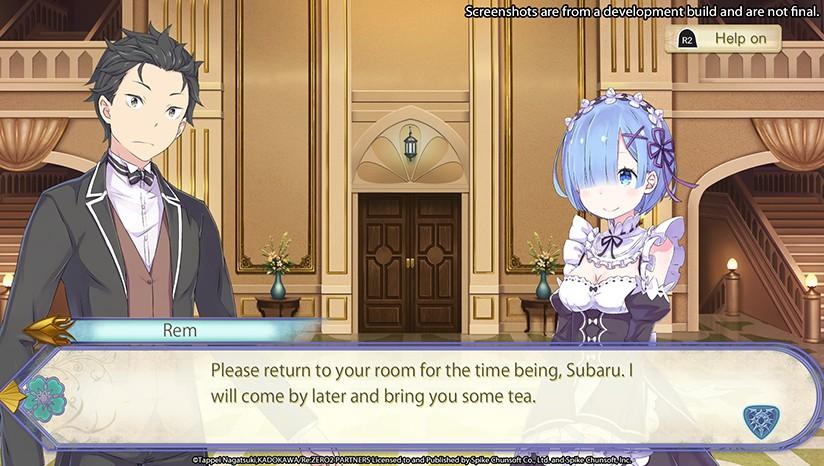 Screenshots are from a development build and are not final.
R2 Help on
Rem
Please return to your room for the time being, Subaru. I
will come by later and bring you some tea.
©Tappei Nagatsuki,KADOKAWA/Re:ZERO2 PARTNERS Licensed to and Published by Spike Chunsoft Co., Ltd. and Spike Chunsoft, Inc.